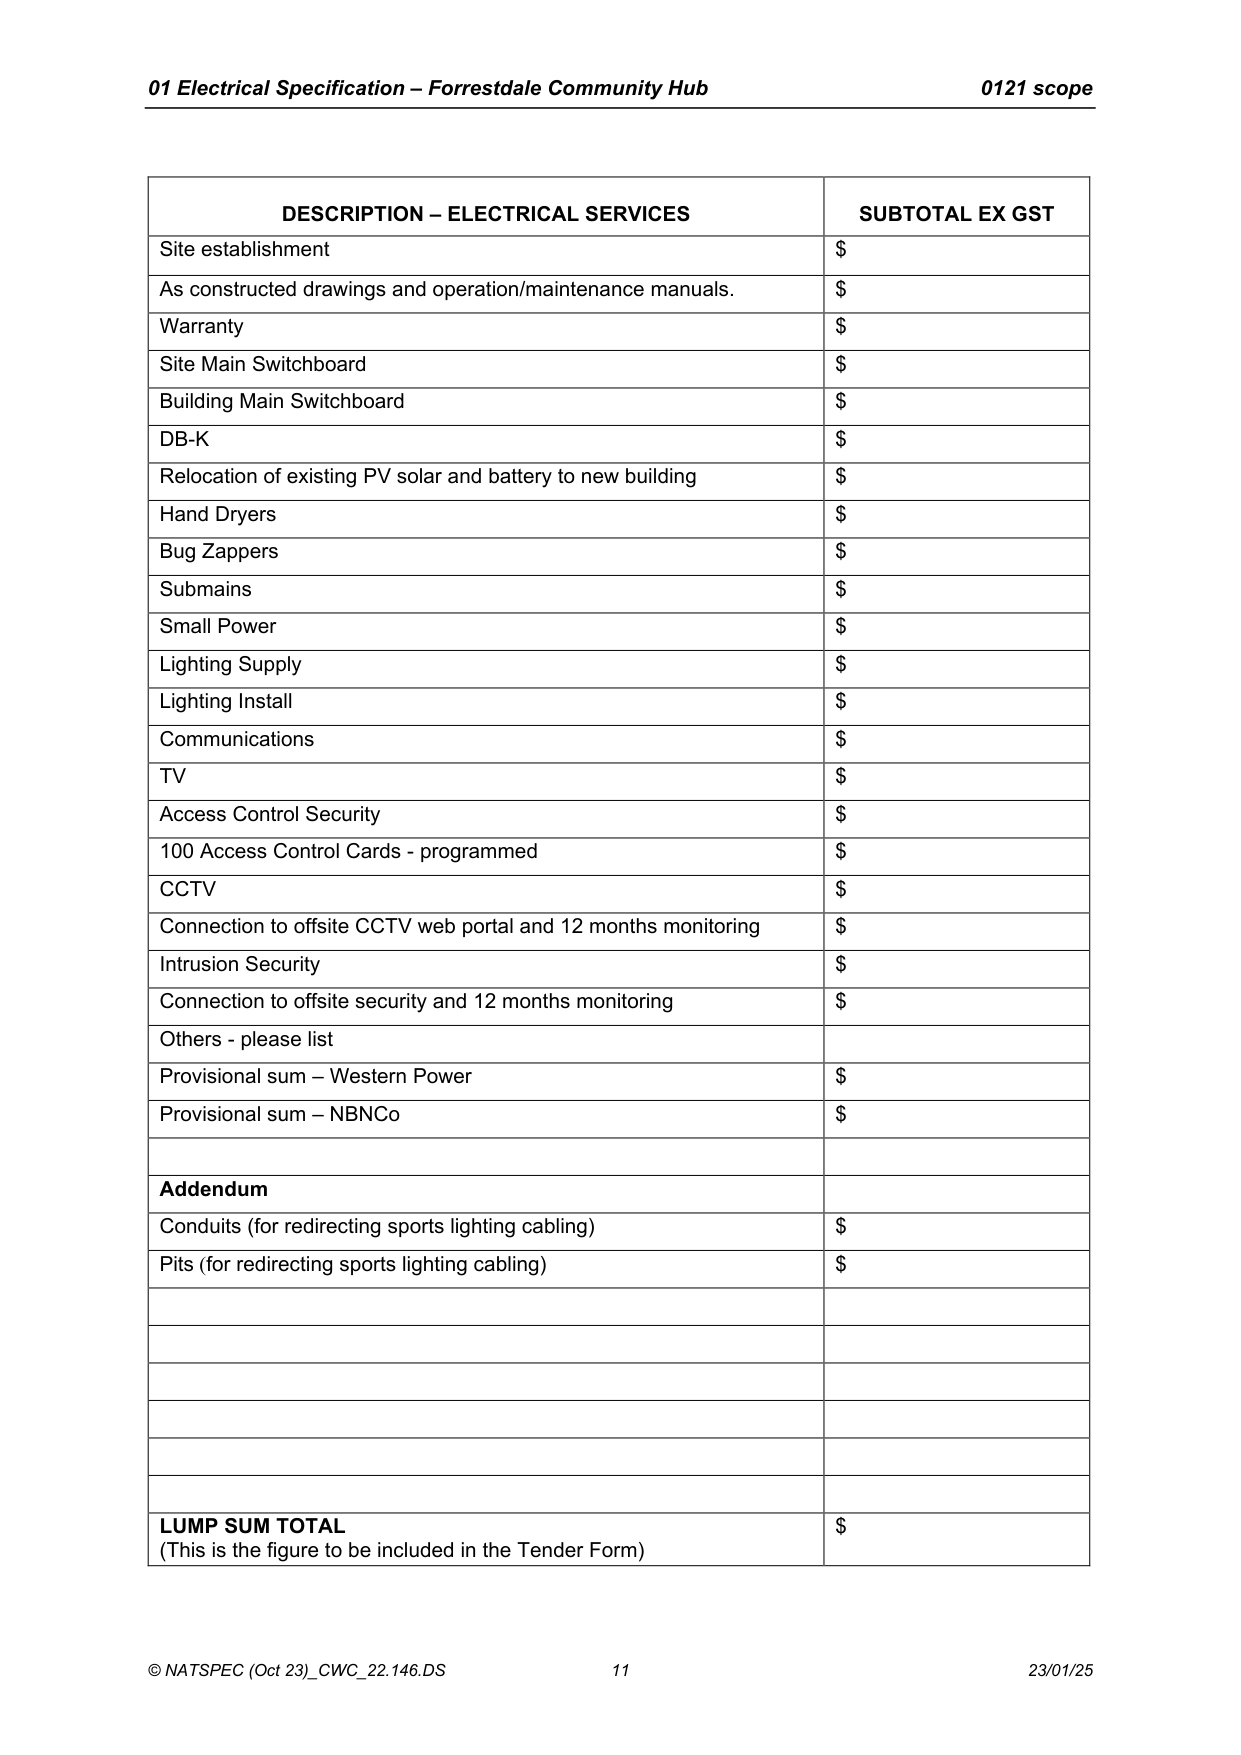 01 Electrical Specification – Forrestdale Community Hub 0121 scope
DESCRIPTION – ELECTRICAL SERVICES SUBTOTAL EX GST
Site establishment $
As constructed drawings and operation/maintenance manuals. $
Warranty $
Site Main Switchboard $
Building Main Switchboard $
DB-K $
Relocation of existing PV solar and battery to new building $
Hand Dryers $
Bug Zappers $
Submains $
Small Power $
Lighting Supply $
Lighting Install $
Communications $
TV $
Access Control Security $
100 Access Control Cards - programmed $
CCTV $
Connection to offsite CCTV web portal and 12 months monitoring $
Intrusion Security $
Connection to offsite security and 12 months monitoring $
Others - please list
Provisional sum – Western Power $
Provisional sum – NBNCo $
Addendum
Conduits (for redirecting sports lighting cabling) $
Pits (for redirecting sports lighting cabling) $
LUMP SUM TOTAL $
(This is the figure to be included in the Tender Form)
© NATSPEC (Oct 23)_CWC_22.146.DS 11 23/01/25